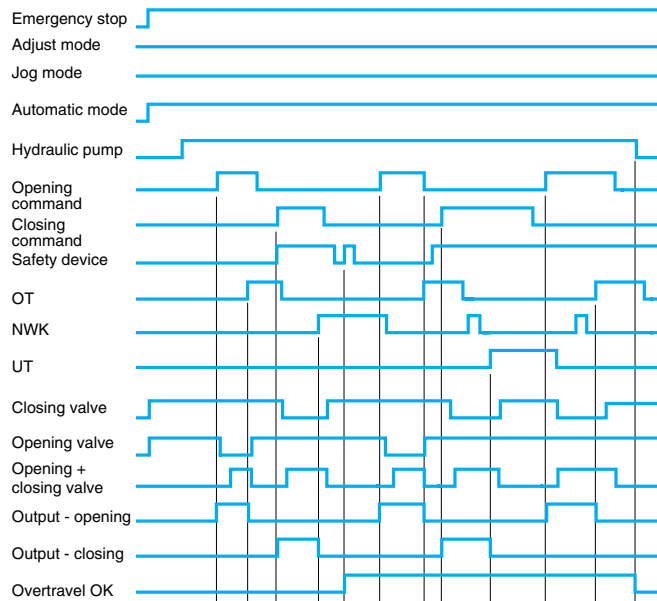 Emergency stop
Adjust mode
Jog mode
Automatic mode
Hydraulic pump
Opening
command
Closing
command
Safety device
OT
NWK
UT
Closing valve
Opening valve
Opening +
closing valve
Output - opening
Output - closing
Overtravel OK